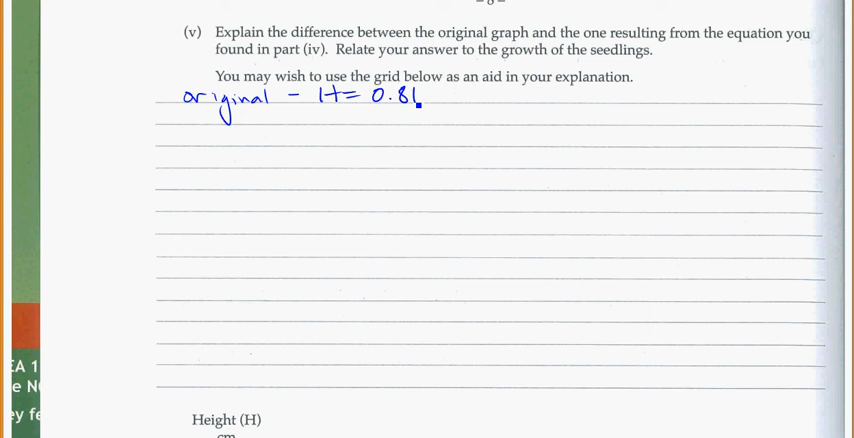 (v) Explain the difference between the original graph and the one resulting from the equation you
found in part (iv). Relate your answer to the growth of the seedlings.
You may wish to use the grid below as an aid in your explanation.
original - H = 0.8
EA 1
e N
ey fe
Height (H)
cm